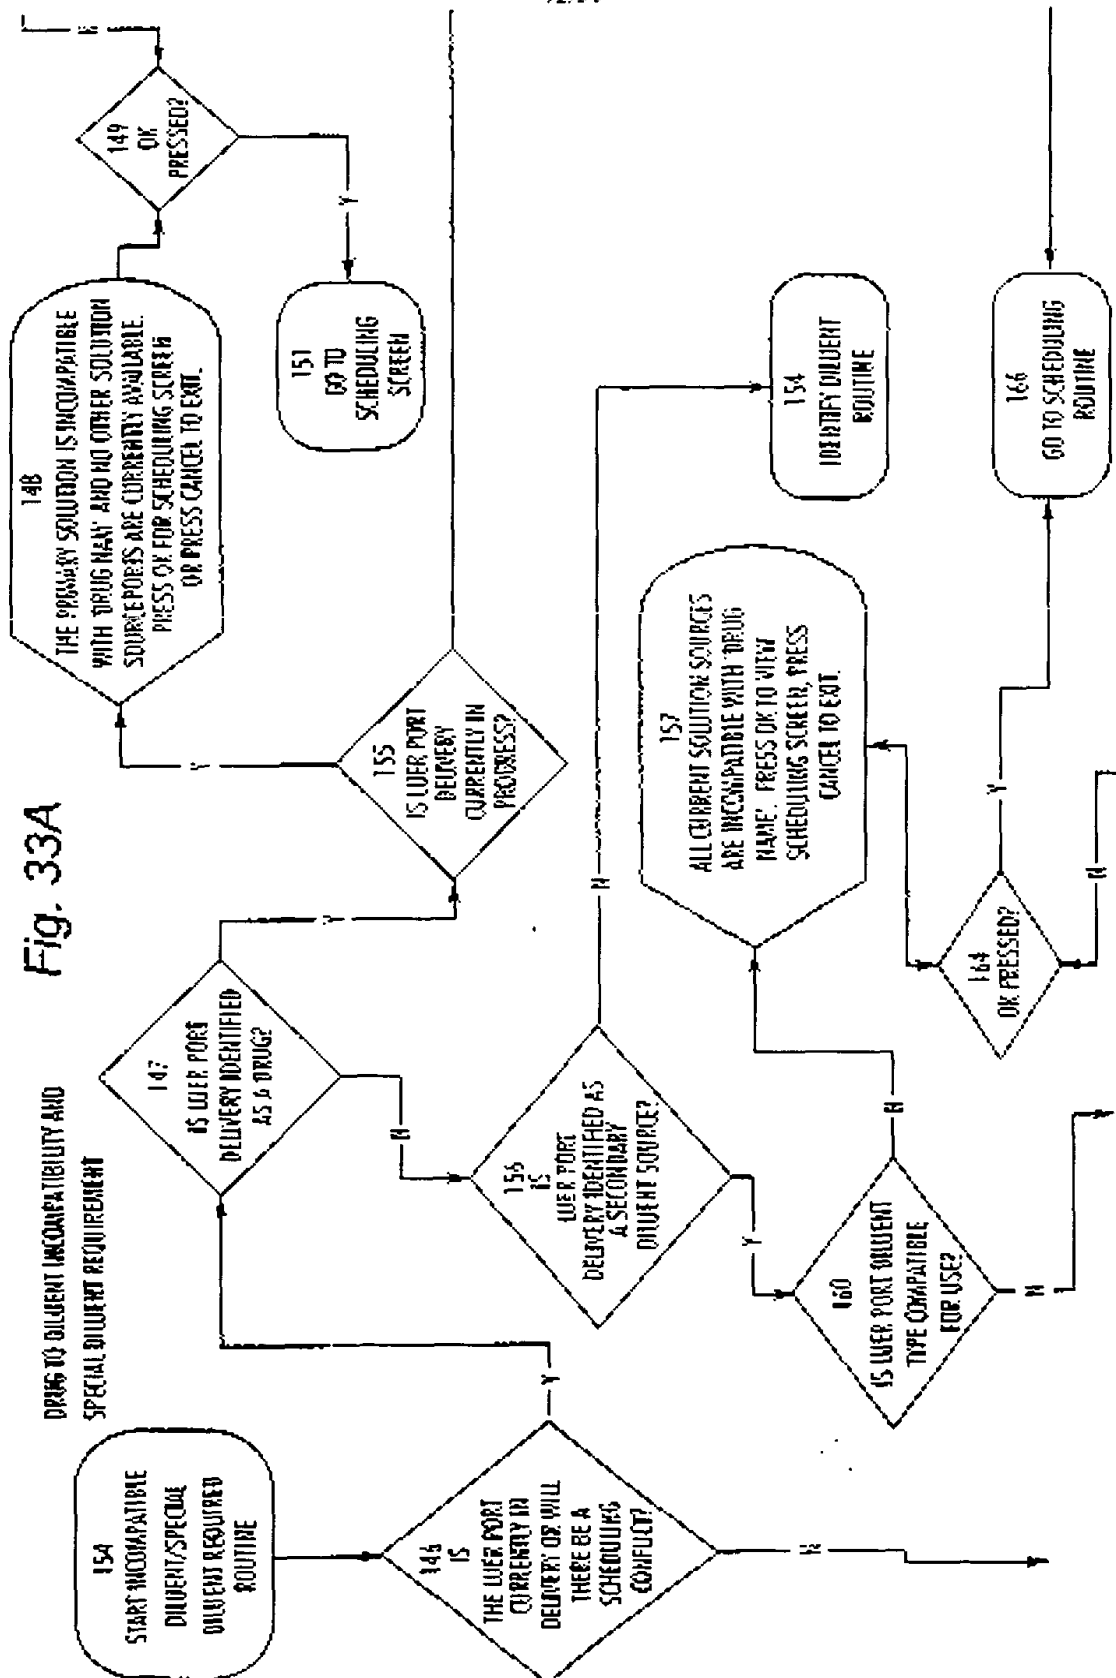 Fig. 33A
DRUG TO DILUENT INCOMPATIBILITY AND
SPECIAL DILUENT REQUIREMENT
154
START INCOMPATIBLE
DILUENT/SPECIAL
DILUENT REQUIRED
ROUTINE
146
IS
THE LUER PORT
CURRENTLY IN
DELIVERY OR WILL
THERE BE A
SCHEDULING
CONFLICT?
Y
N
147
IS LUER PORT
DELIVERY IDENTIFIED
AS A DRUG?
Y
N
155
IS LUER PORT
DELIVERY
CURRENTLY IN
PROGRESS?
Y
148
THE PRIMARY SOLUTION IS INCOMPATIBLE
WITH 'DRUG NAM' AND NO OTHER SOLUTION
SOURCE PORTS ARE CURRENTLY AVAILABLE.
PRESS OK FOR SCHEDULING SCREEN
OR PRESS CANCEL TO EXIT.
149
OK
PRESSED?
N
Y
151
GO TO
SCHEDULING
SCREEN
156
IS
LUER PORT
DELIVERY IDENTIFIED AS
A SECONDARY
DILUENT SOURCE?
N
Y
154
IDENTIFY DILUENT
ROUTINE
160
IS LUER PORT DILUENT
TYPE COMPATIBLE
FOR USE?
N
N
157
ALL CURRENT SOLUTION SOURCES
ARE INCOMPATIBLE WITH 'DRUG
NAME'. PRESS OK TO VIEW
SCHEDULING SCREEN, PRESS
CANCEL TO EXIT.
164
OK PRESSED?
Y
N
166
GO TO SCHEDULING
ROUTINE